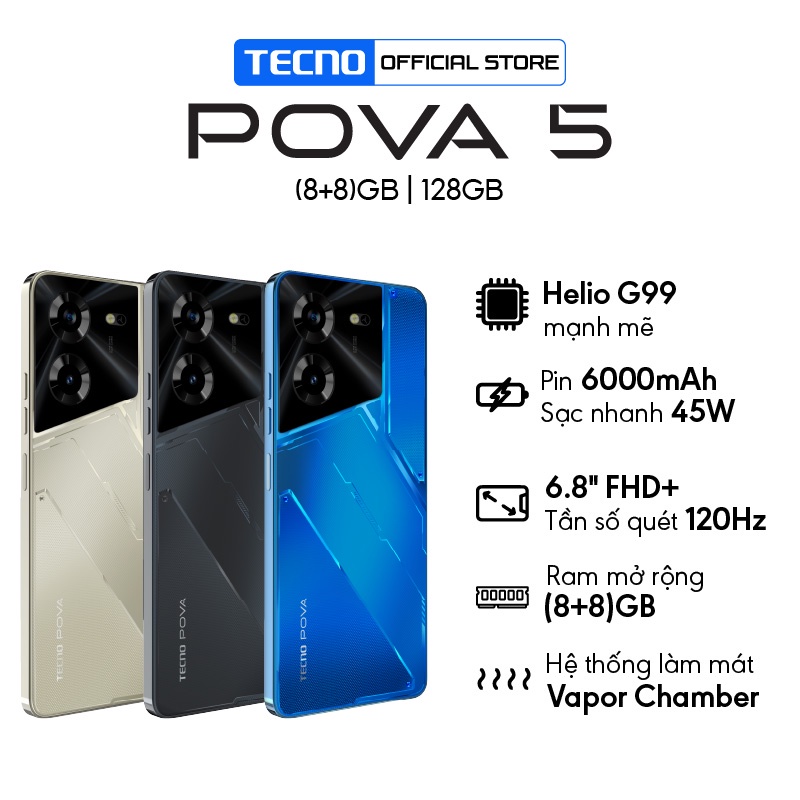 TECNO OFFICIAL STORE
POVA 5
(8+8)GB | 128GB
Helio G99
mạnh mẽ
Pin 6000mAh
Sạc nhanh 45W
6.8" FHD+
Tần số quét 120Hz
Ram mở rộng
(8+8)GB
Hệ thống làm mát
Vapor Chamber
TECNO POVA
TECNO POVA
TECNO POVA